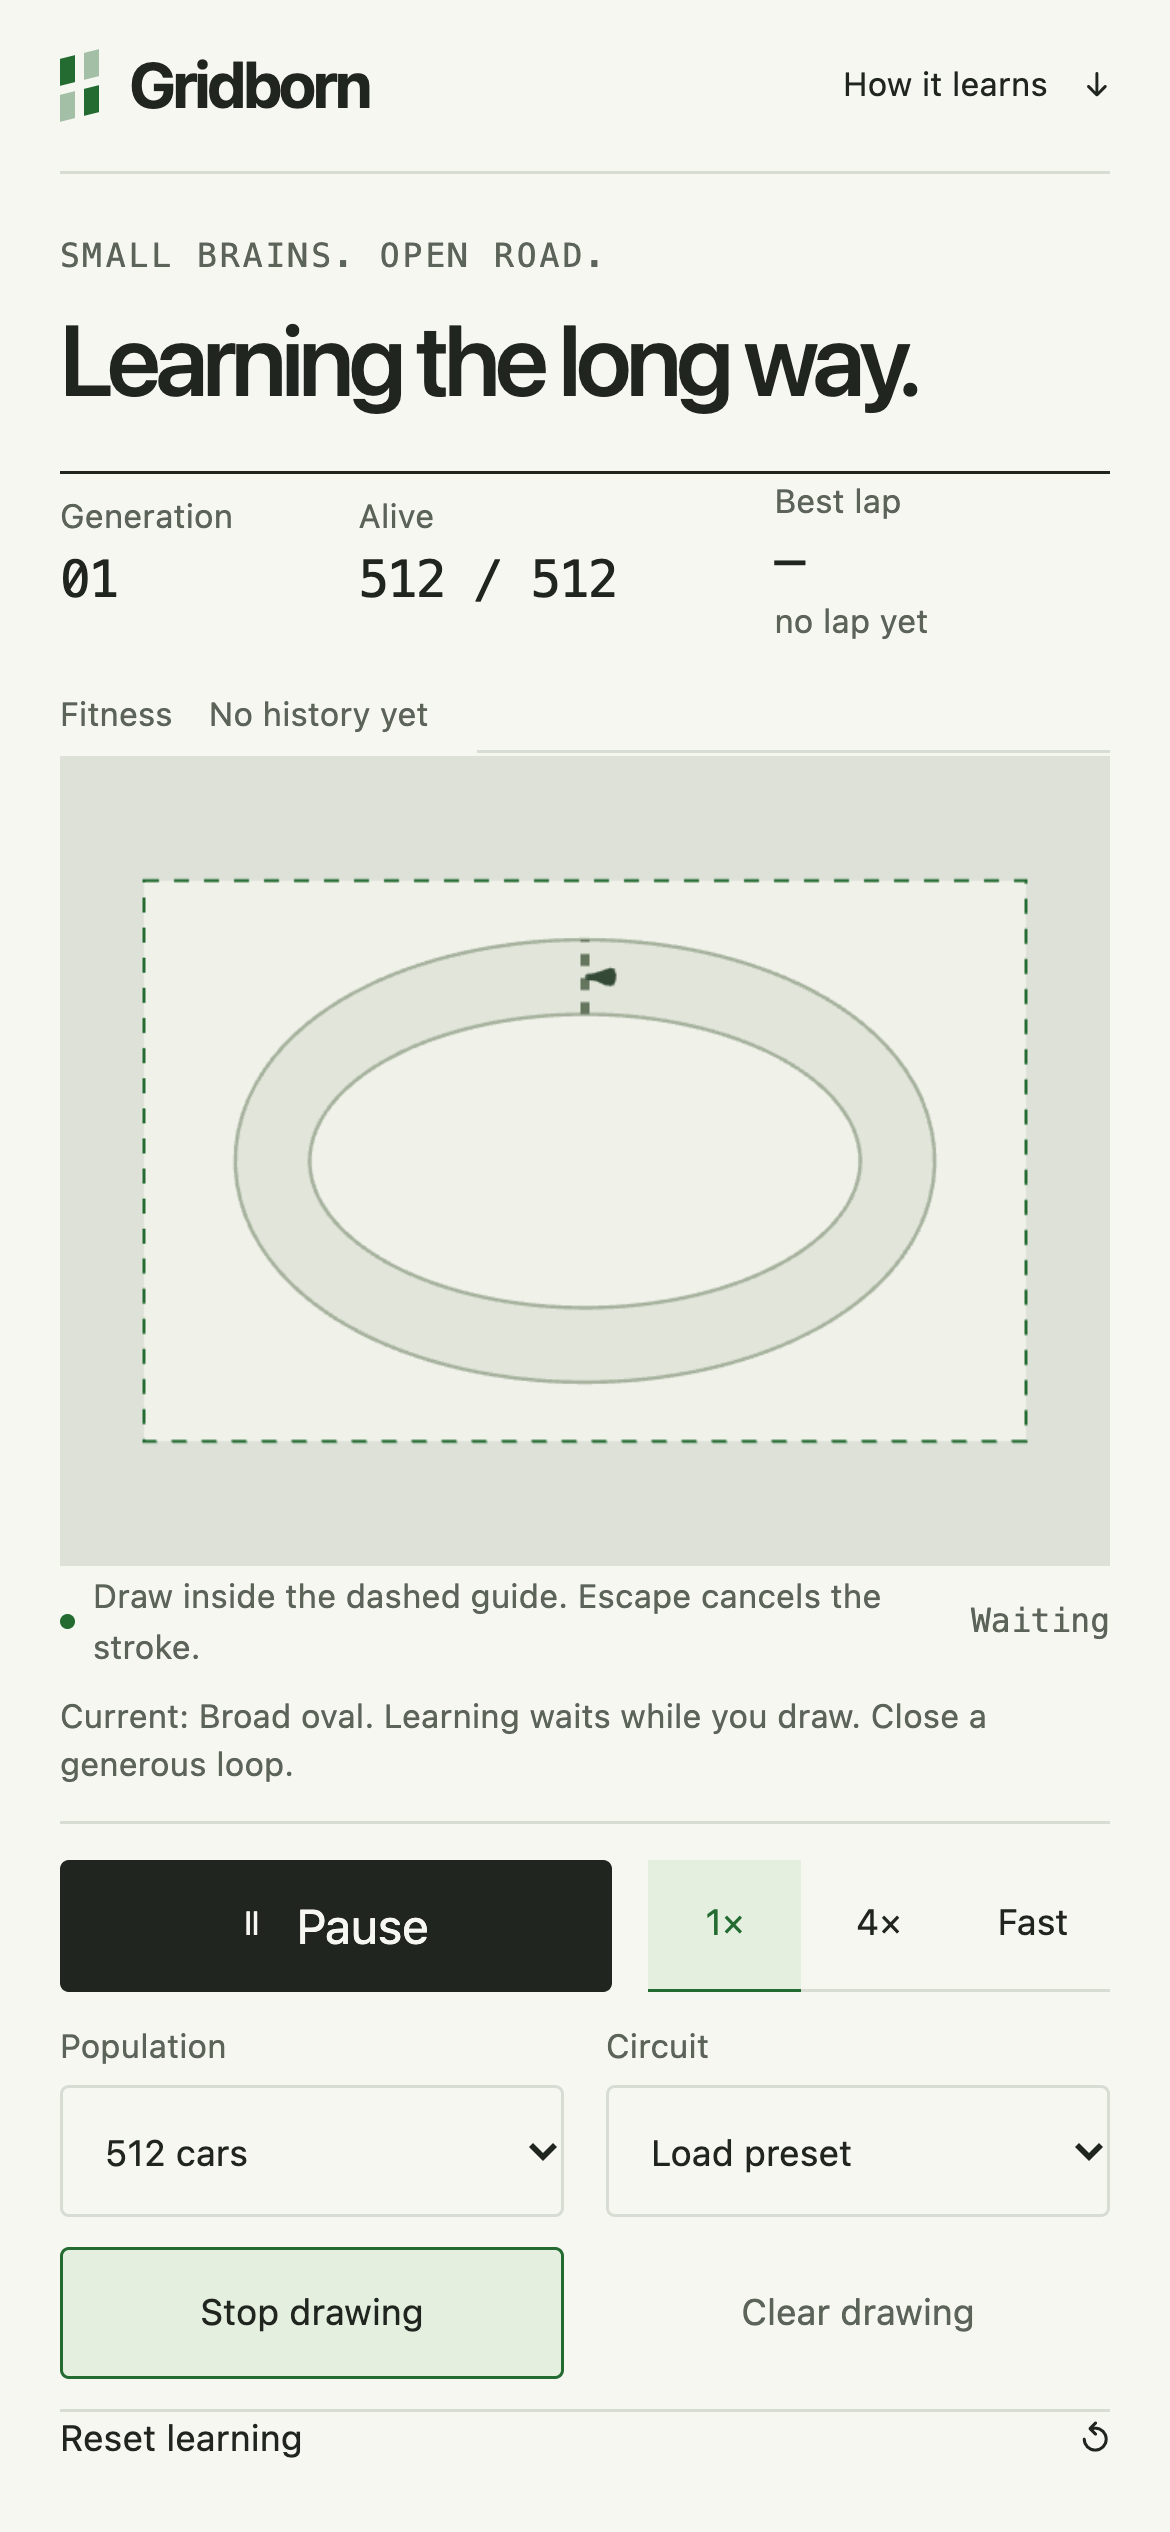 Gridborn
How it learns ↓
SMALL BRAINS. OPEN ROAD.
Learning the long way.
Generation
01
Alive
512 / 512
Best lap
—
no lap yet
Fitness No history yet
Draw inside the dashed guide. Escape cancels the
stroke.
Waiting
Current: Broad oval. Learning waits while you draw. Close a
generous loop.
Pause
1× 4× Fast
Population
512 cars
Circuit
Load preset
Stop drawing
Clear drawing
Reset learning